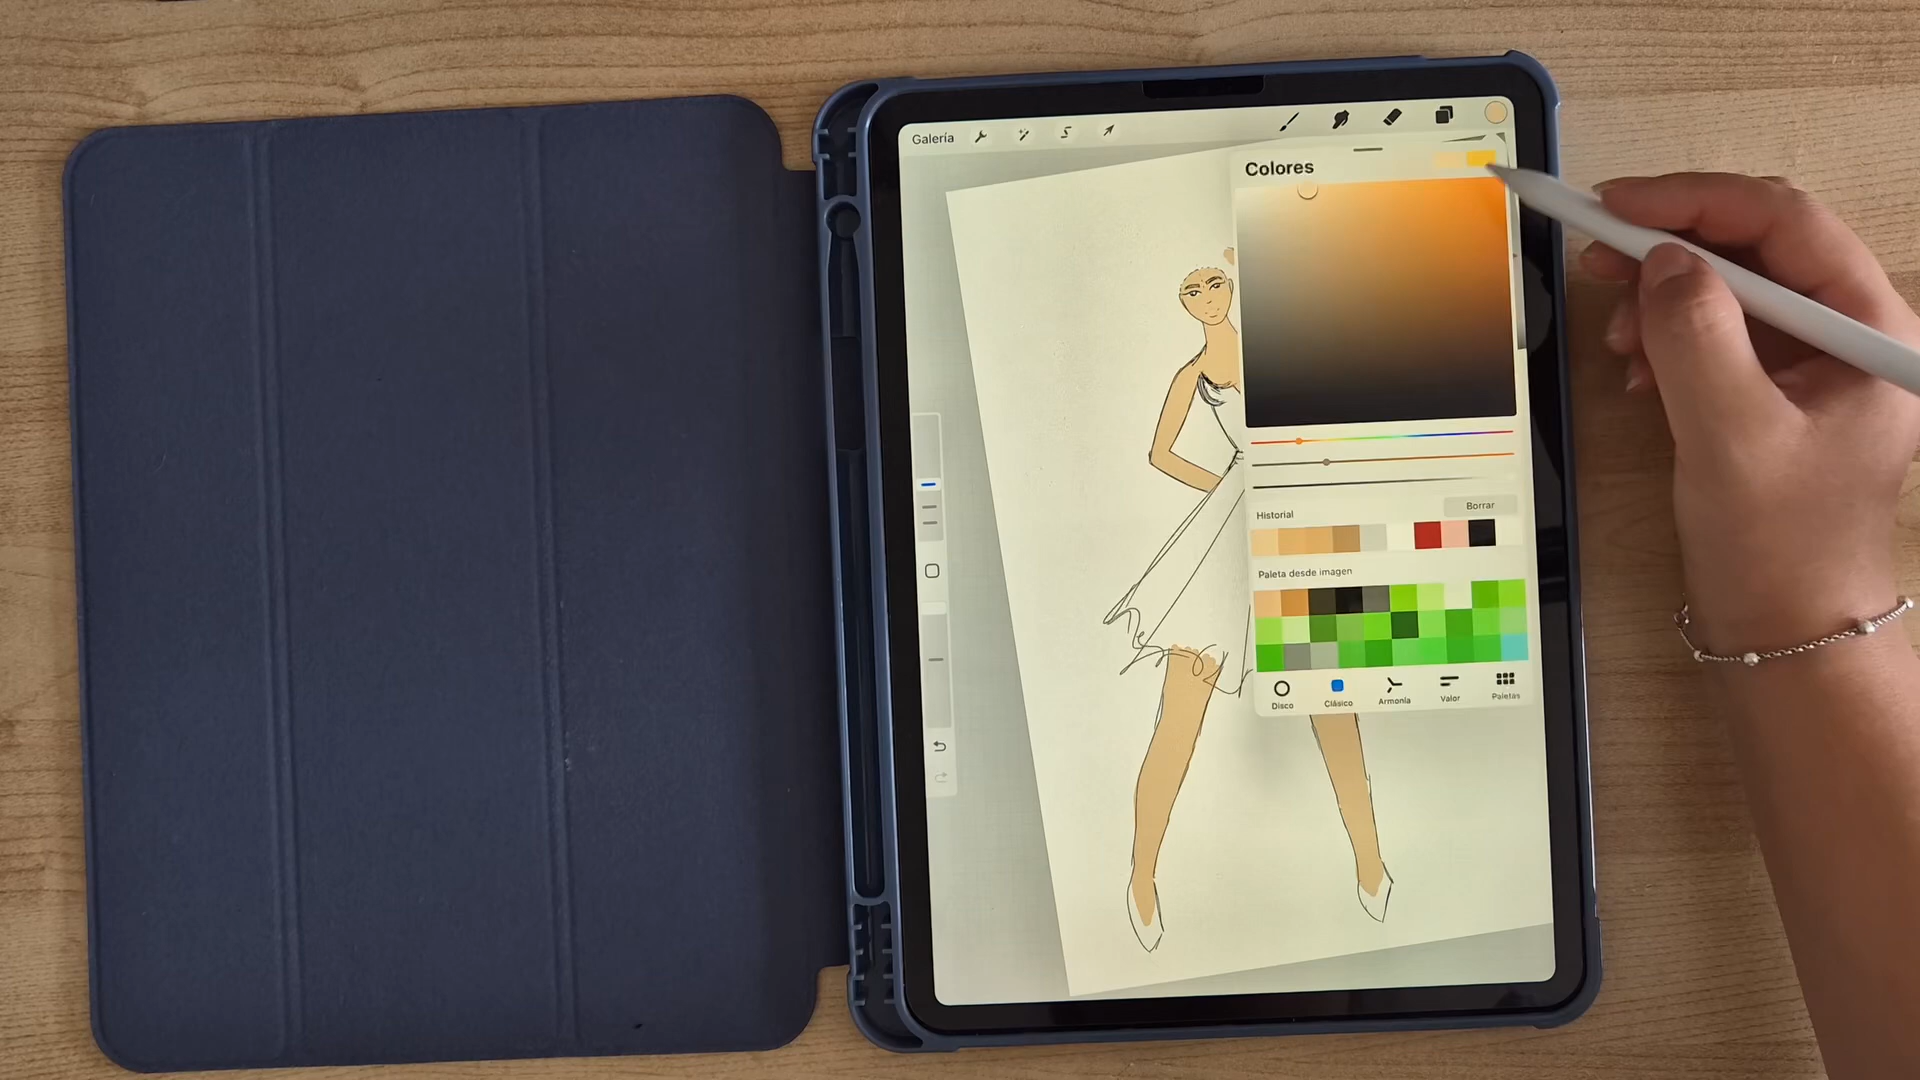 Galería
Colores
Historial
Borrar
Paleta desde imagen
Disco
Clásico
Armonía
Valor
Paletas